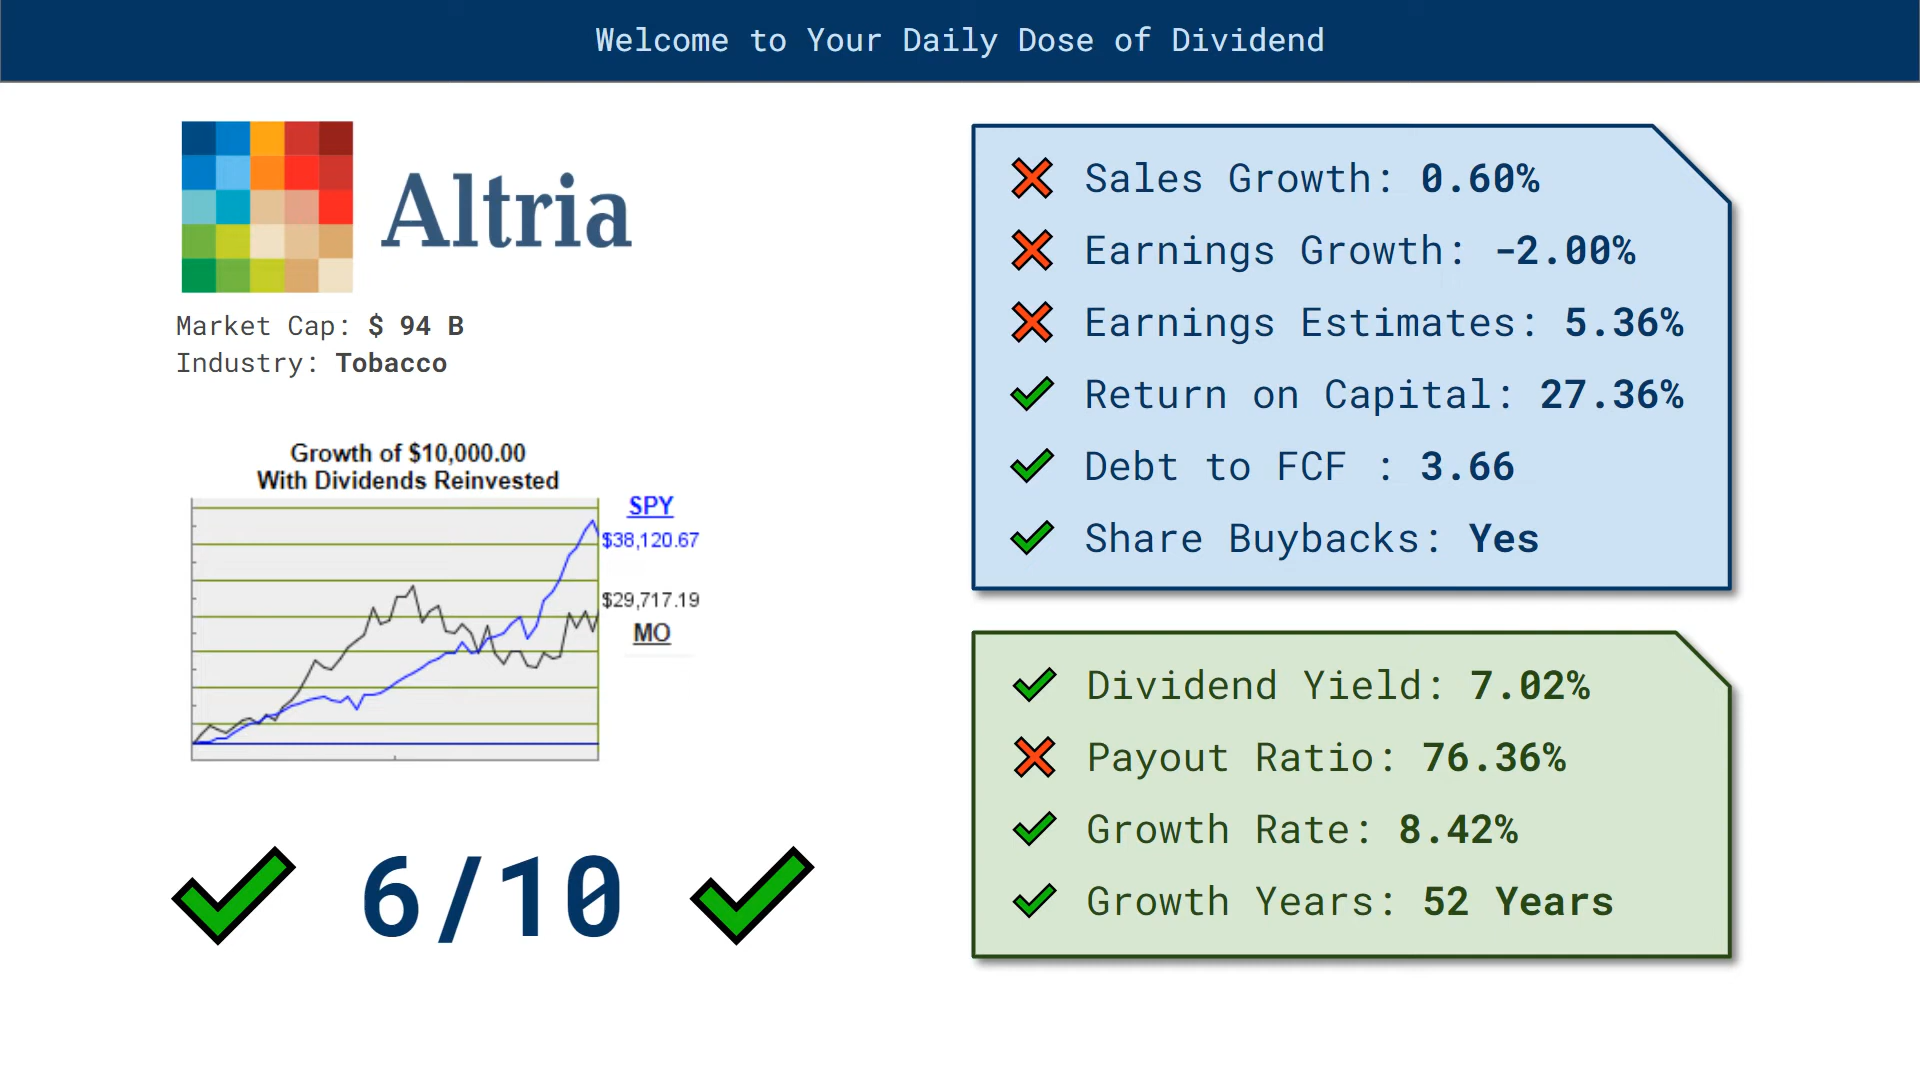 Welcome to Your Daily Dose of Dividend
Altria
Market Cap: $ 94 B
Industry: Tobacco
Growth of $10,000.00
With Dividends Reinvested
SPY
$38,120.67
$29,717.19
MO
6/10
Sales Growth: 0.60%
Earnings Growth: -2.00%
Earnings Estimates: 5.36%
Return on Capital: 27.36%
Debt to FCF : 3.66
Share Buybacks: Yes
Dividend Yield: 7.02%
Payout Ratio: 76.36%
Growth Rate: 8.42%
Growth Years: 52 Years